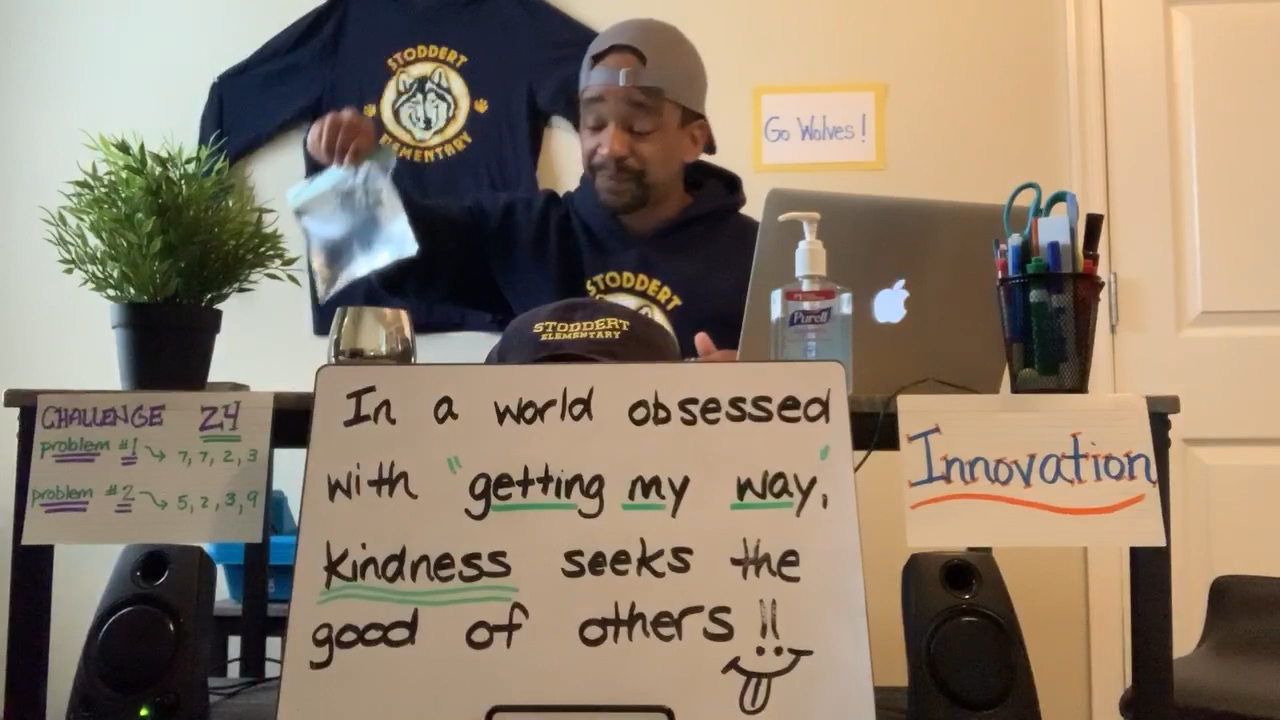 STODDERT
ELEMENTARY
Go Wolves!
STODDERT
Purell
STODDERT
ELEMENTARY
CHALLENGE 24
problem #1 → 7, 7, 2, 3
problem #2 → 5, 2, 3, 9
In a world obsessed
with "getting my way,"
kindness seeks the
good of others!!
Innovation